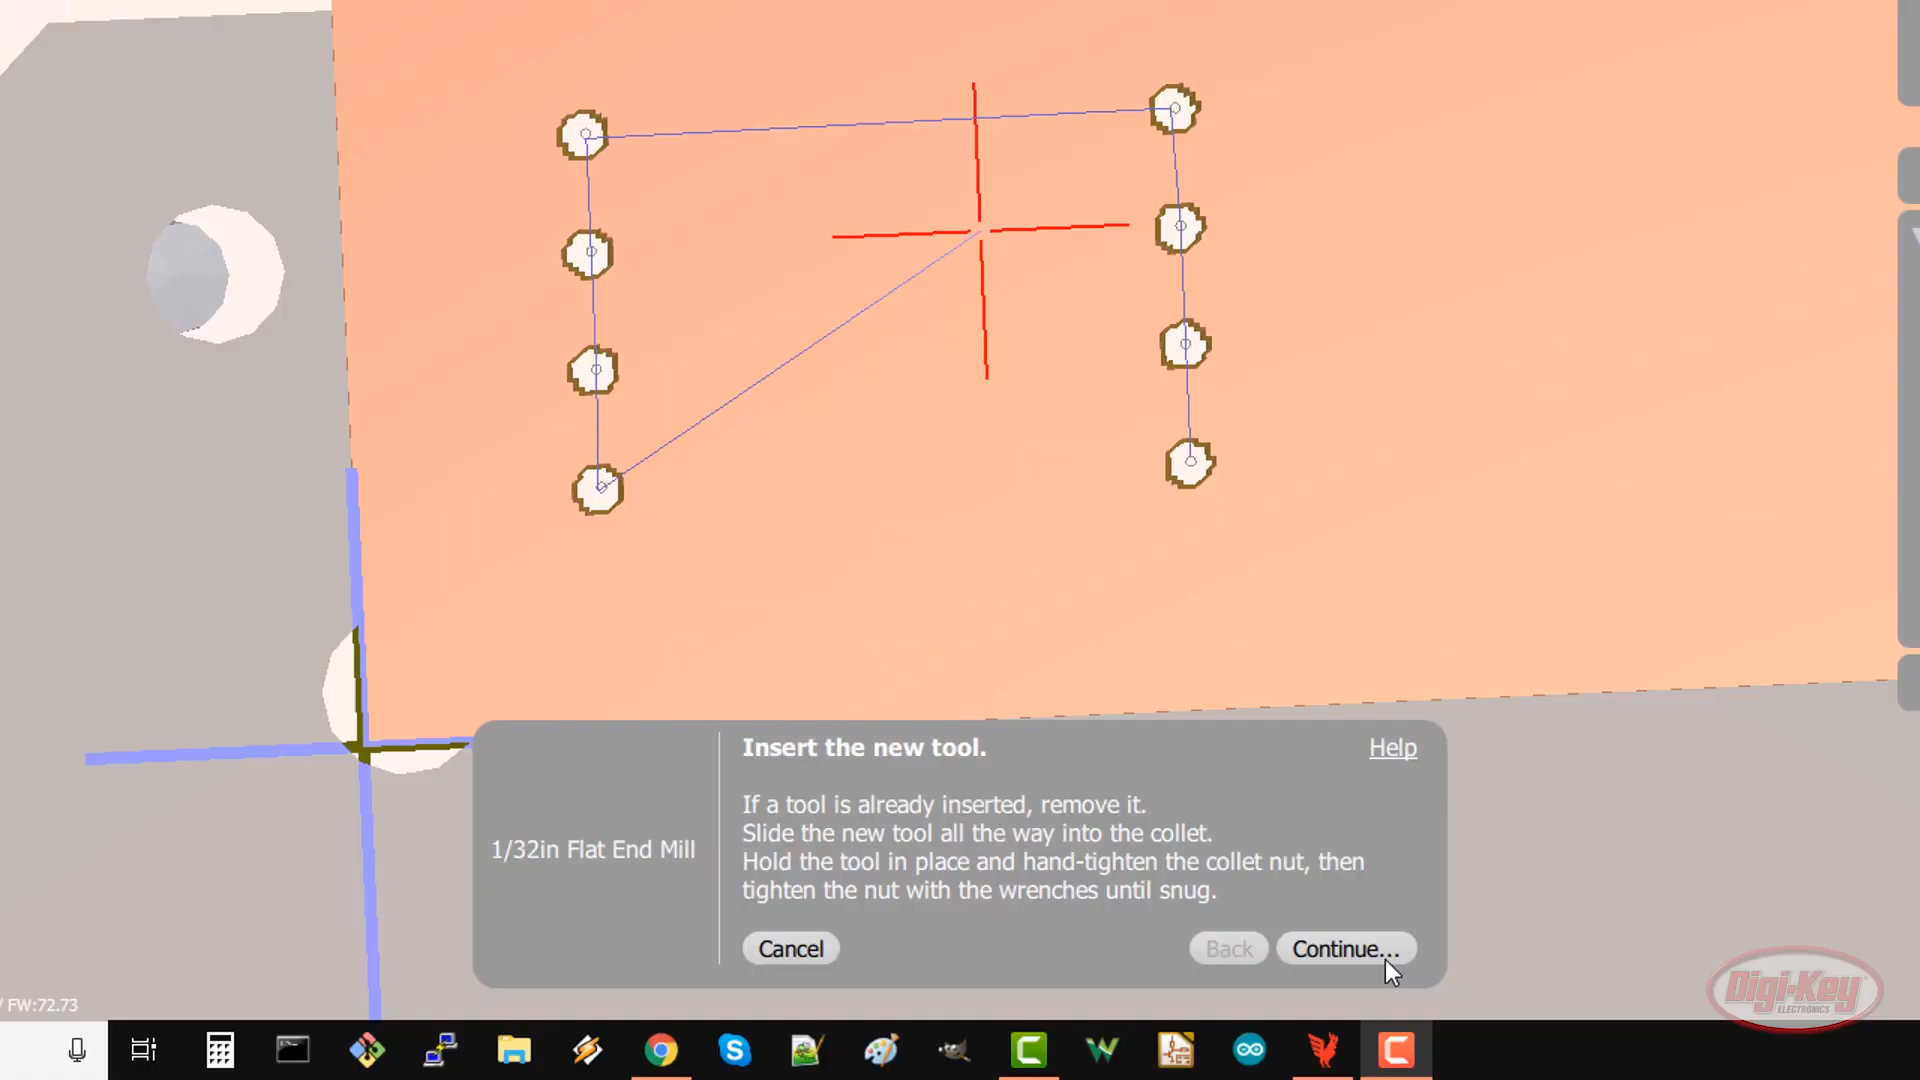 Insert the new tool.
Help
If a tool is already inserted, remove it.
Slide the new tool all the way into the collet.
Hold the tool in place and hand-tighten the collet nut, then
tighten the nut with the wrenches until snug.
1/32in Flat End Mill
Cancel
Back
Continue...
/ FW:72.73
Digi-Key
ELECTRONICS